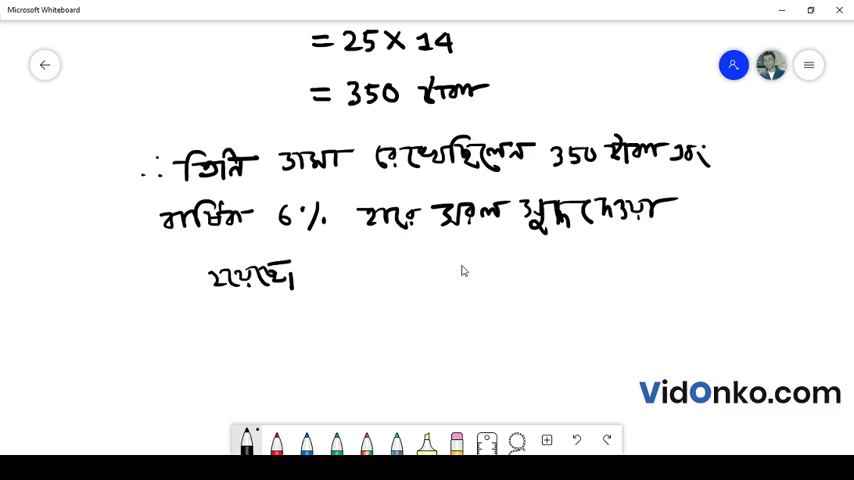 Microsoft Whiteboard
= 25 × 14
= 350 টাকা
∴ তিনি জমা রেখেছিলেন 350 টাকা এবং
বার্ষিক 6% হারে সরল সুদ দেওয়া
হয়েছে।
VidOnko.com